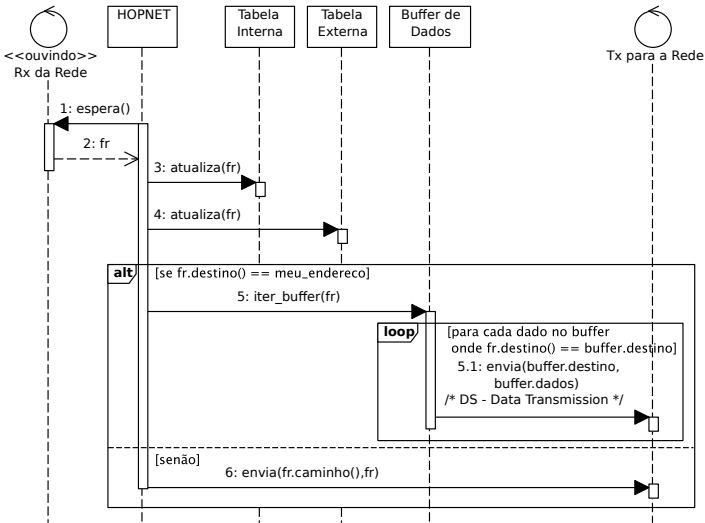 HOPNET
Tabela
Interna
Tabela
Externa
Buffer de
Dados
<<ouvindo>>
Rx da Rede
Tx para a Rede
1: espera()
2: fr
3: atualiza(fr)
4: atualiza(fr)
alt
[se fr.destino() == meu_endereco]
5: iter_buffer(fr)
loop
[para cada dado no buffer
onde fr.destino() == buffer.destino]
5.1: envia(buffer.destino,
buffer.dados)
/* DS - Data Transmission */
[senão]
6: envia(fr.caminho(),fr)